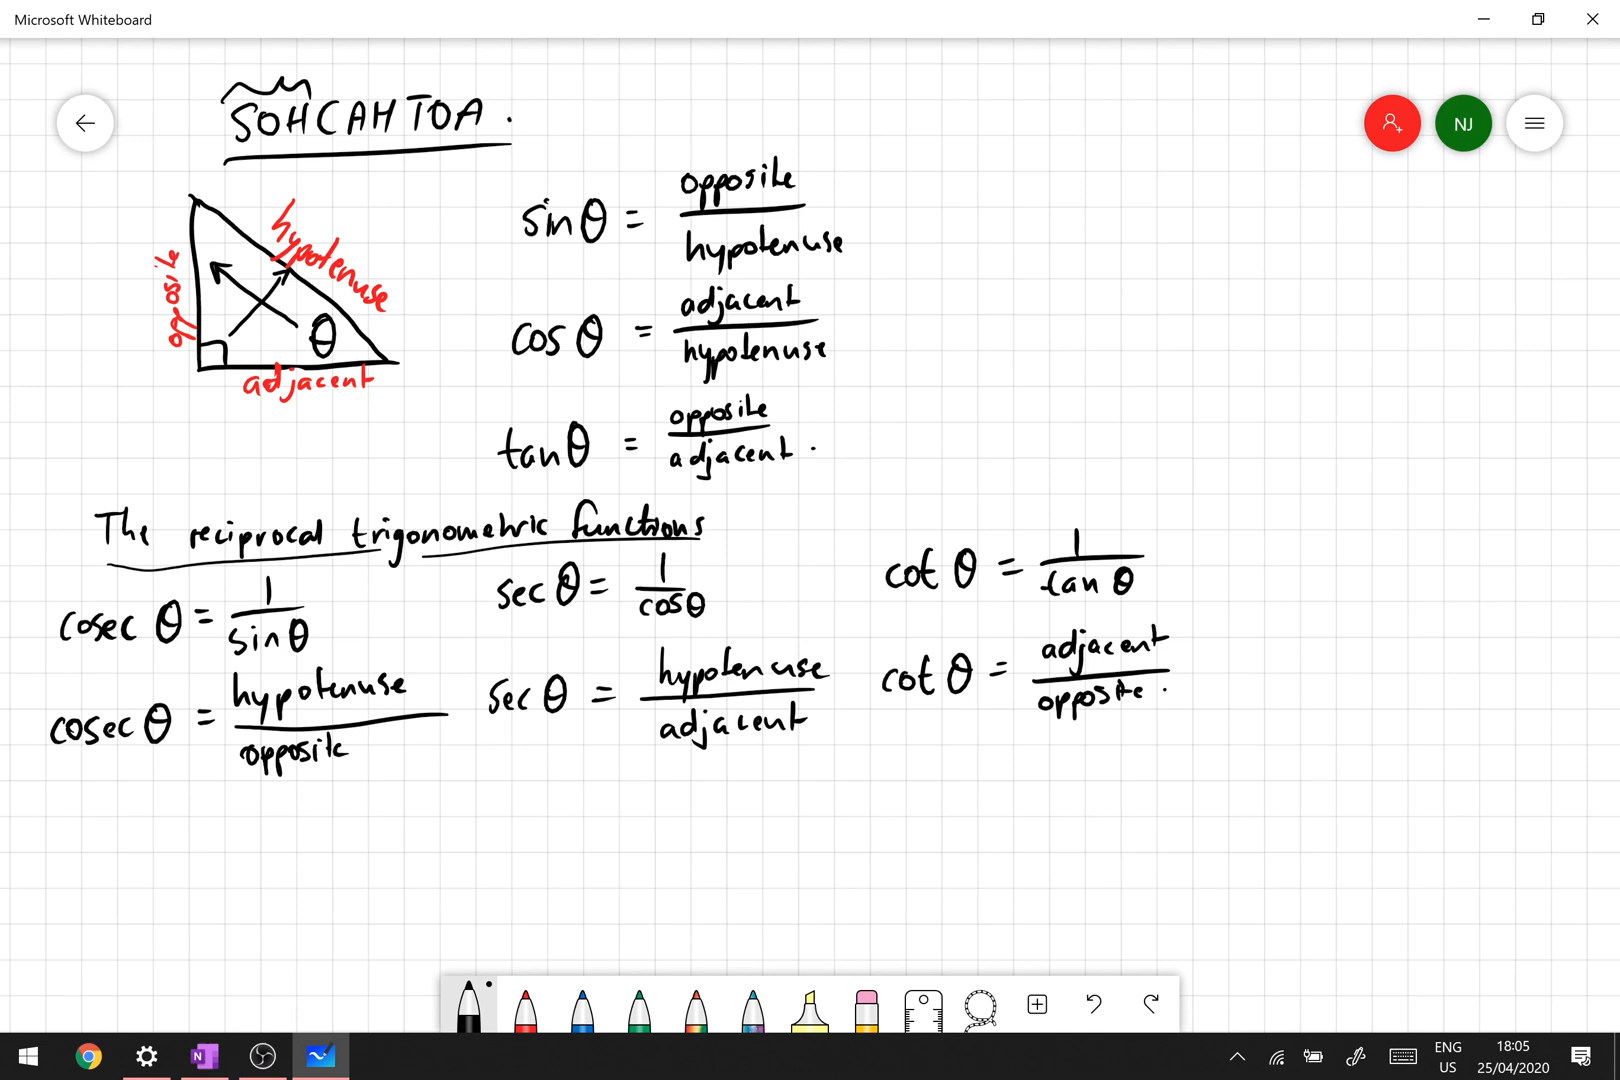 Microsoft Whiteboard
SOHCAHTOA.
NJ
hypotenuse
opposite
θ
adjacent
sinθ = opposite / hypotenuse
cos θ = adjacent / hypotenuse
tanθ = opposite / adjacent .
The reciprocal trigonometric functions
cosec θ = 1 / sinθ
sec θ = 1 / cosθ
cot θ = 1 / tan θ
cosec θ = hypotenuse / opposite
sec θ = hypotenuse / adjacent
cot θ = adjacent / opposite .
ENG
US
18:05
25/04/2020